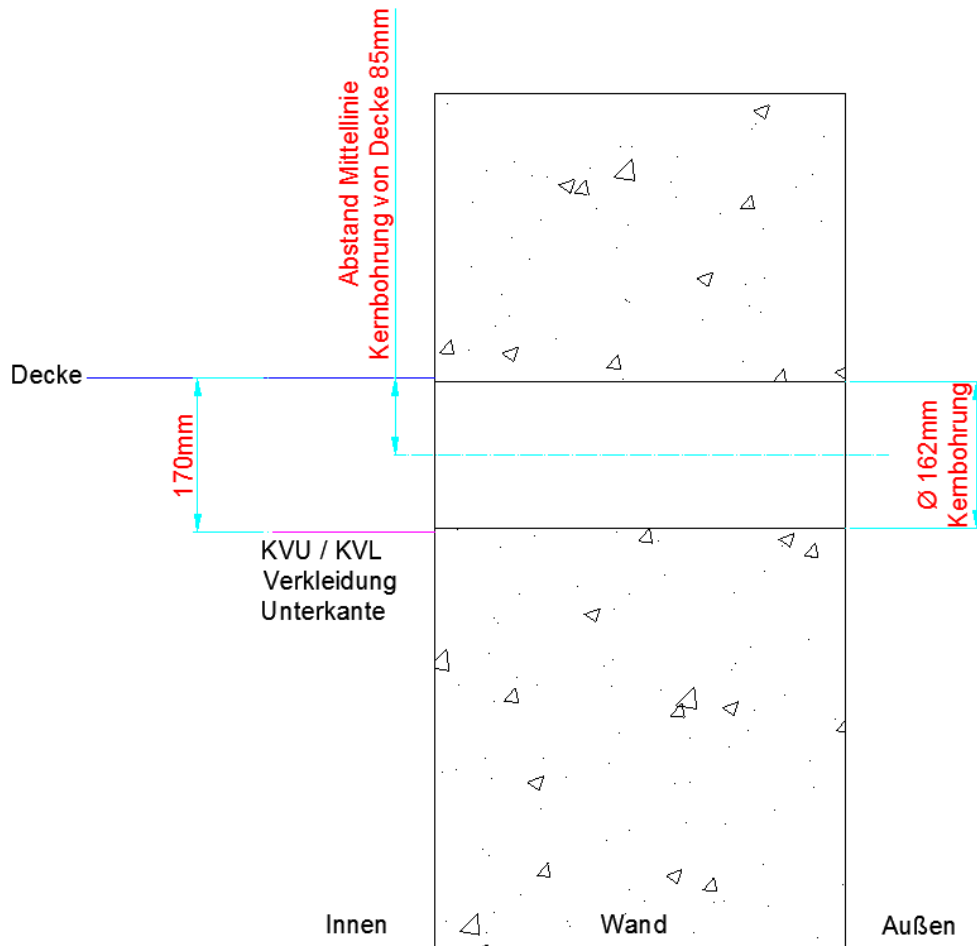 Abstand Mittellinie
Kernbohrung von Decke 85mm
Decke
170mm
Ø 162mm
Kernbohrung
KVU / KVL
Verkleidung
Unterkante
Innen
Wand
Außen